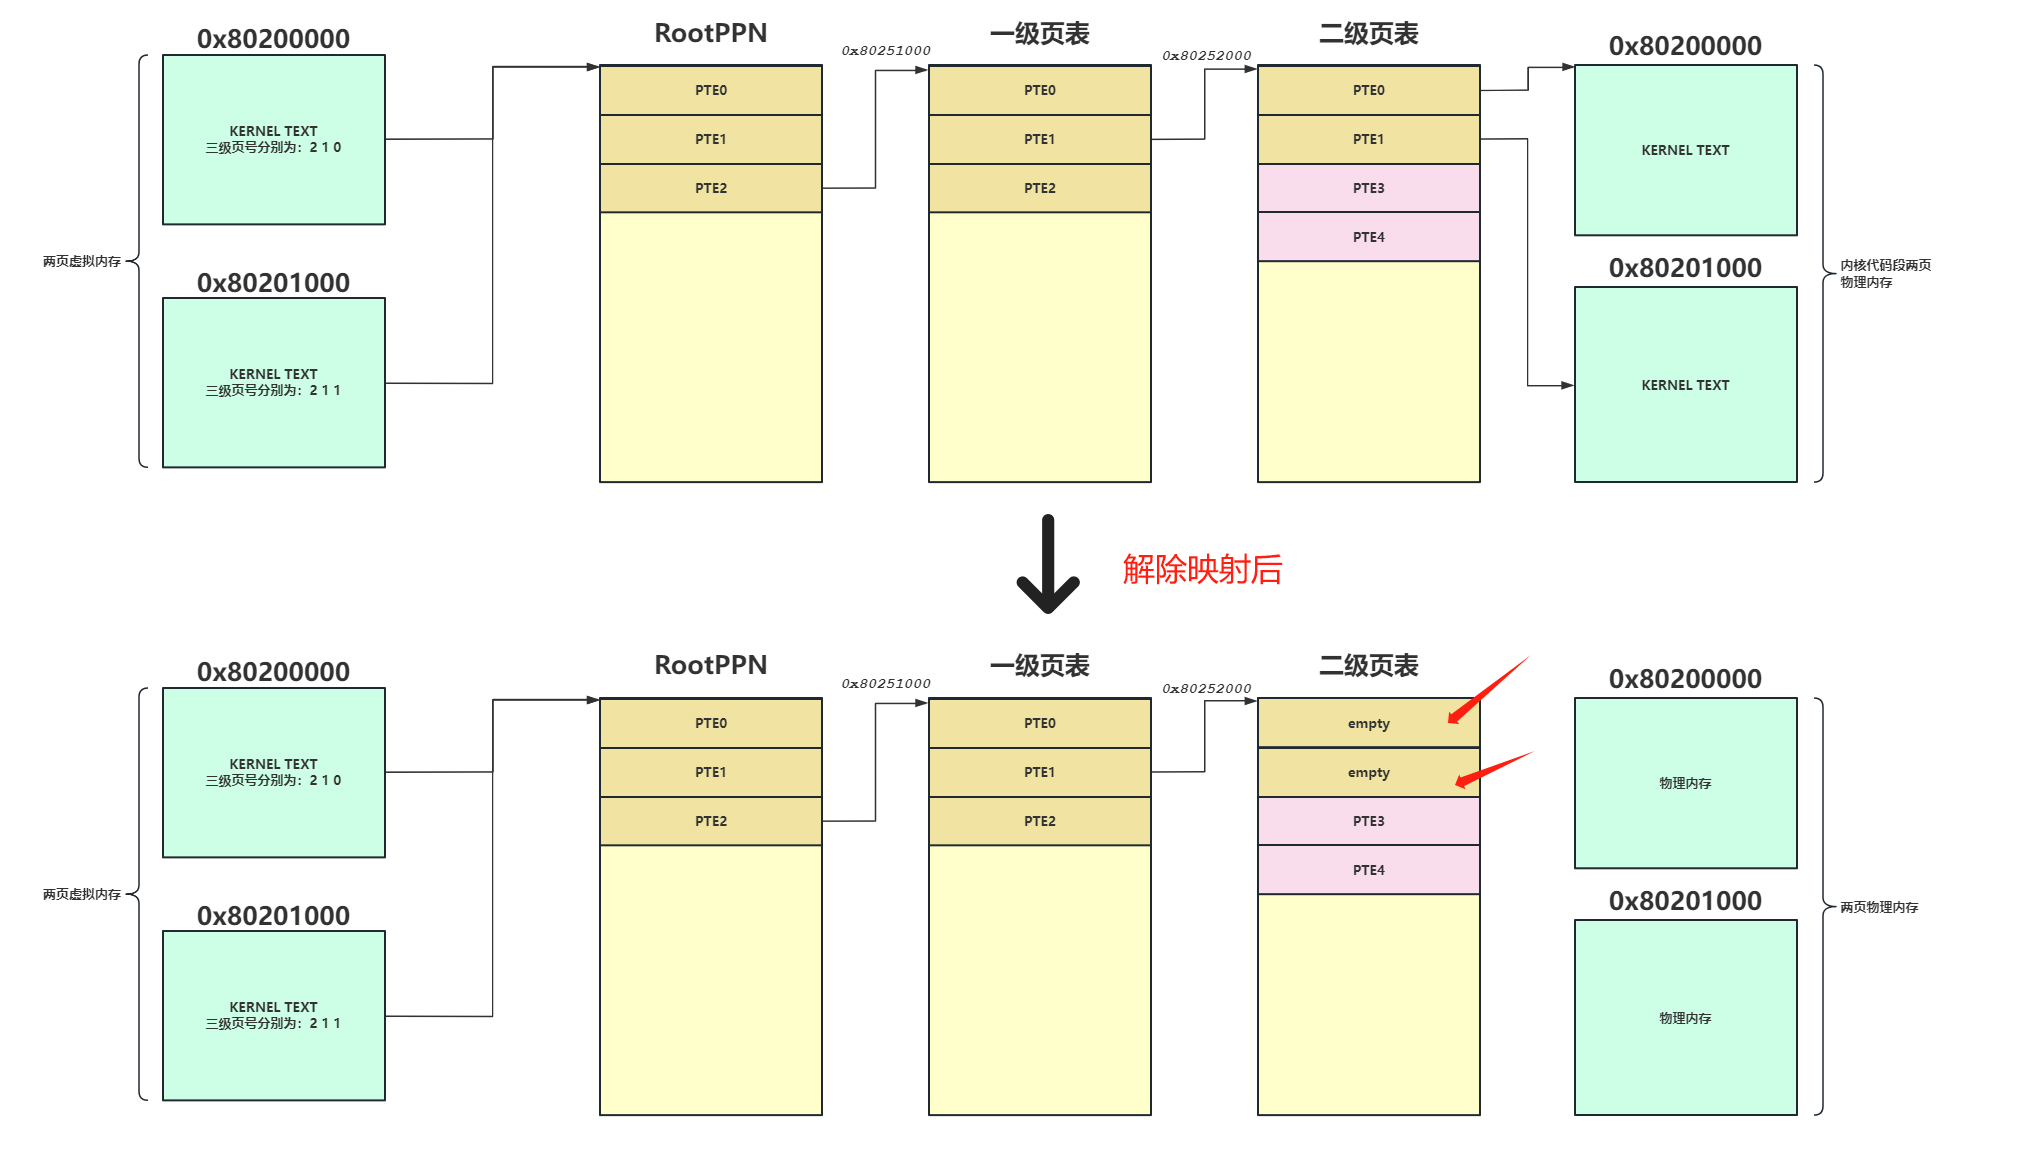 0x80200000
KERNEL TEXT
三级页号分别为：2 1 0
0x80201000
KERNEL TEXT
三级页号分别为：2 1 1
两页虚拟内存
RootPPN
PTE0
PTE1
PTE2
0x80251000
一级页表
PTE0
PTE1
PTE2
0x80252000
二级页表
PTE0
PTE1
PTE3
PTE4
0x80200000
KERNEL TEXT
0x80201000
KERNEL TEXT
内核代码段两页
物理内存
解除映射后
0x80200000
KERNEL TEXT
三级页号分别为：2 1 0
0x80201000
KERNEL TEXT
三级页号分别为：2 1 1
两页虚拟内存
RootPPN
PTE0
PTE1
PTE2
0x80251000
一级页表
PTE0
PTE1
PTE2
0x80252000
二级页表
empty
empty
PTE3
PTE4
0x80200000
物理内存
0x80201000
物理内存
两页物理内存